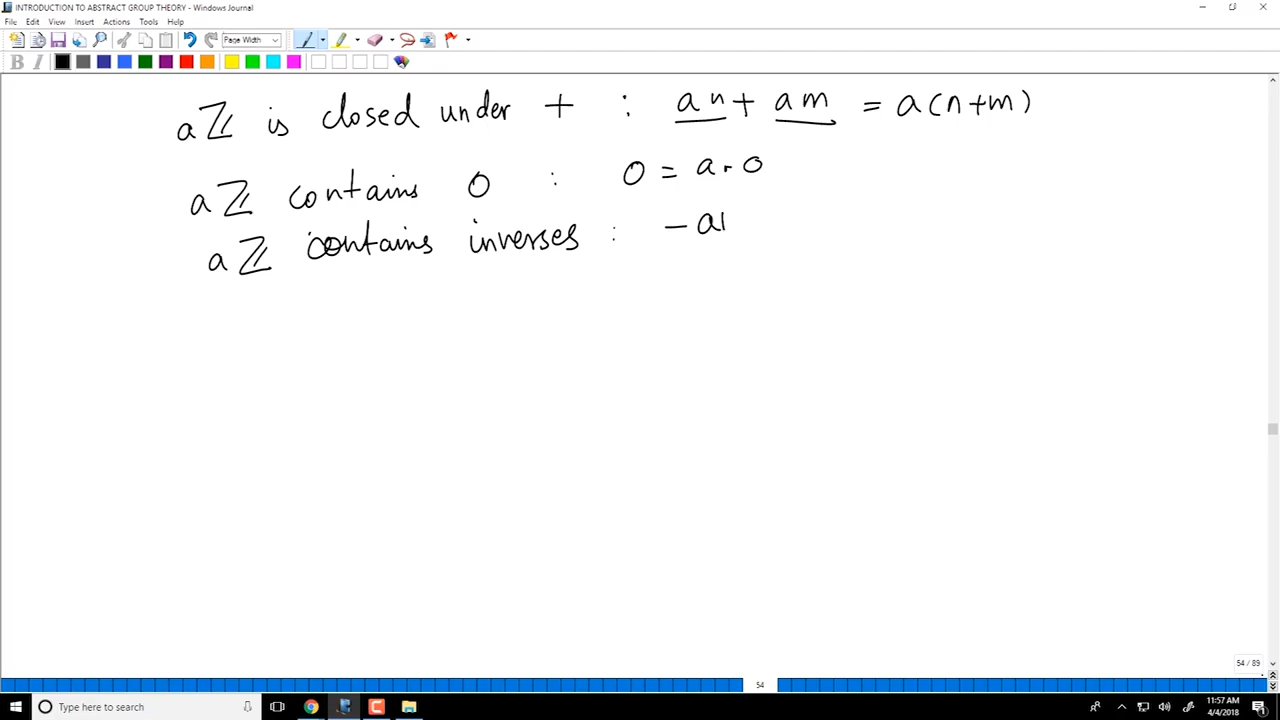 INTRODUCTION TO ABSTRACT GROUP THEORY - Windows Journal
File Edit View Insert Actions Tools Help
Page Width
B I
aℤ is closed under + : an + am = a(n+m)
aℤ contains 0 : 0 = a · 0
aℤ contains inverses : - a
54 / 89
54
Type here to search
11:57 AM
4/4/2018